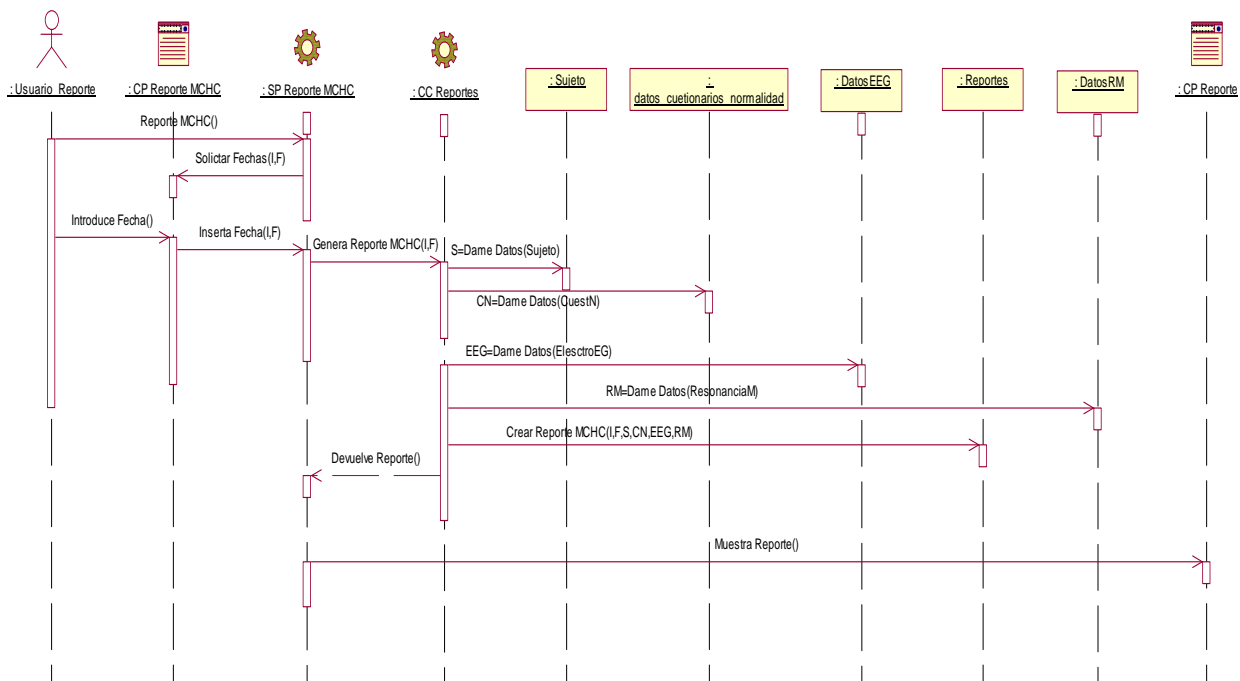 : Usuario_Reporte
: CP Reporte MCHC
: SP Reporte MCHC
: CC Reportes
: Sujeto
:
datos_cuetionarios_normalidad
: DatosEEG
: Reportes
: DatosRM
: CP Reporte
Reporte MCHC()
Solictar Fechas(I,F)
Introduce Fecha()
Inserta Fecha(I,F)
Genera Reporte MCHC(I,F)
S=Dame Datos(Sujeto)
CN=Dame Datos(CuestN)
EEG=Dame Datos(ElesctroEG)
RM=Dame Datos(ResonanciaM)
Crear Reporte MCHC(I,F,S,CN,EEG,RM)
Devuelve Reporte()
Muestra Reporte()